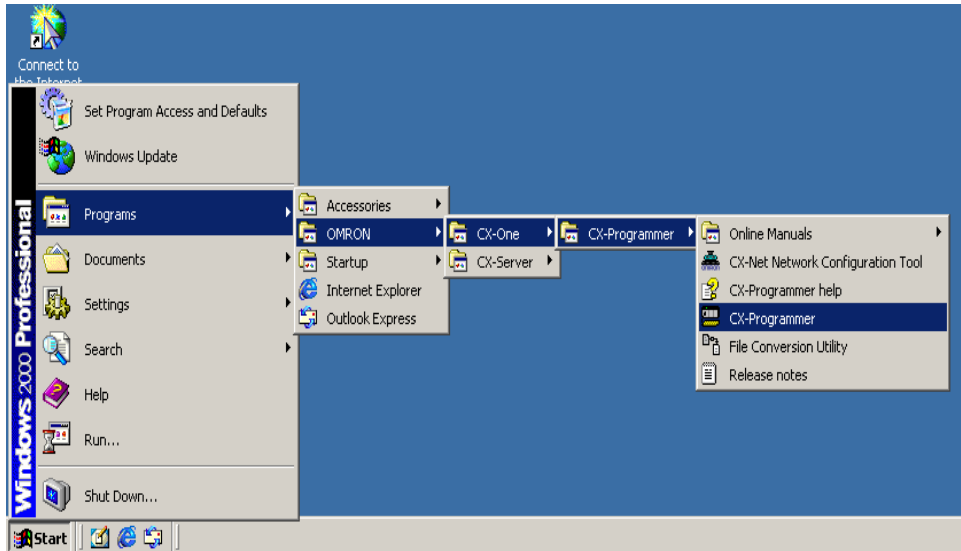 Connect to
the Internet
Set Program Access and Defaults
Windows Update
Programs
Documents
Settings
Search
Help
Run...
Shut Down...
Windows 2000 Professional
Accessories
OMRON
Startup
Internet Explorer
Outlook Express
CX-One
CX-Server
CX-Programmer
Online Manuals
CX-Net Network Configuration Tool
CX-Programmer help
CX-Programmer
File Conversion Utility
Release notes
Start